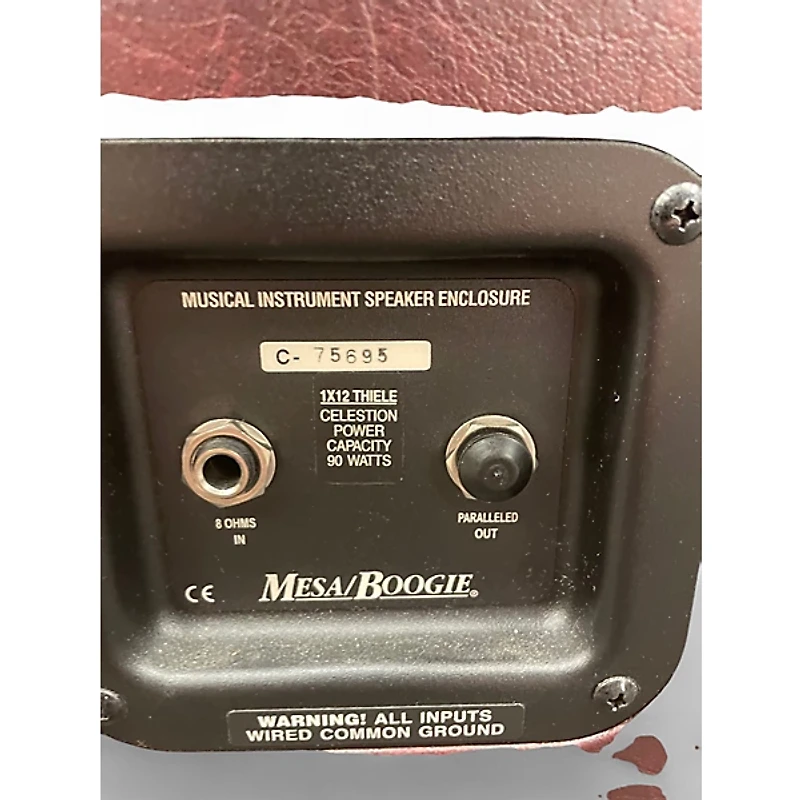 MUSICAL INSTRUMENT SPEAKER ENCLOSURE
C- 75695
1X12 THIELE
CELESTION
POWER
CAPACITY
90 WATTS
8 OHMS
IN
PARALLELED
OUT
CE
MESA/BOOGIE®
WARNING! ALL INPUTS
WIRED COMMON GROUND